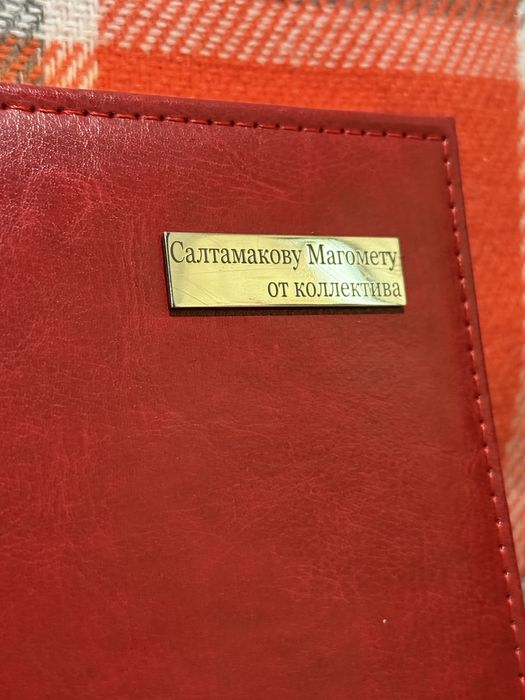 Салтамакову Магомету
от коллектива